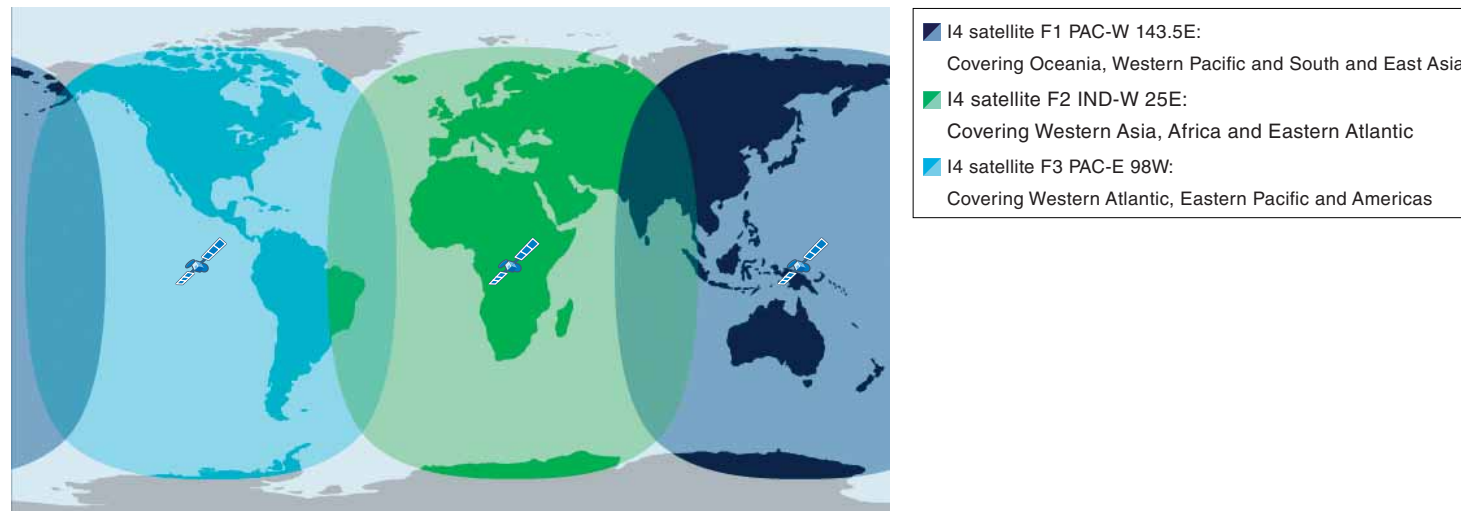 I4 satellite F1 PAC-W 143.5E:
Covering Oceania, Western Pacific and South and East Asia
I4 satellite F2 IND-W 25E:
Covering Western Asia, Africa and Eastern Atlantic
I4 satellite F3 PAC-E 98W:
Covering Western Atlantic, Eastern Pacific and Americas